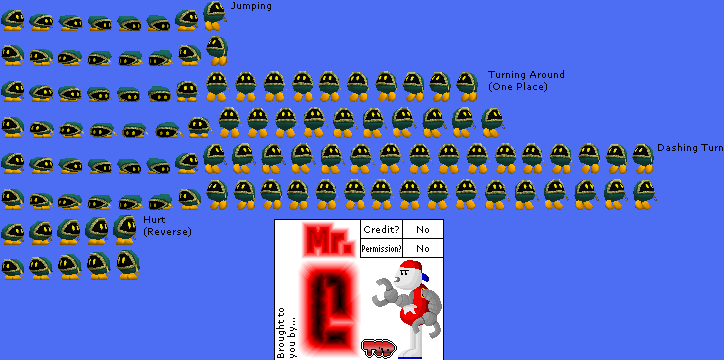 Jumping
Turning Around
(One Place)
Dashing Turn
Hurt
(Reverse)
Mr.
C
Credit? No
Permission? No
Brought to
you by...